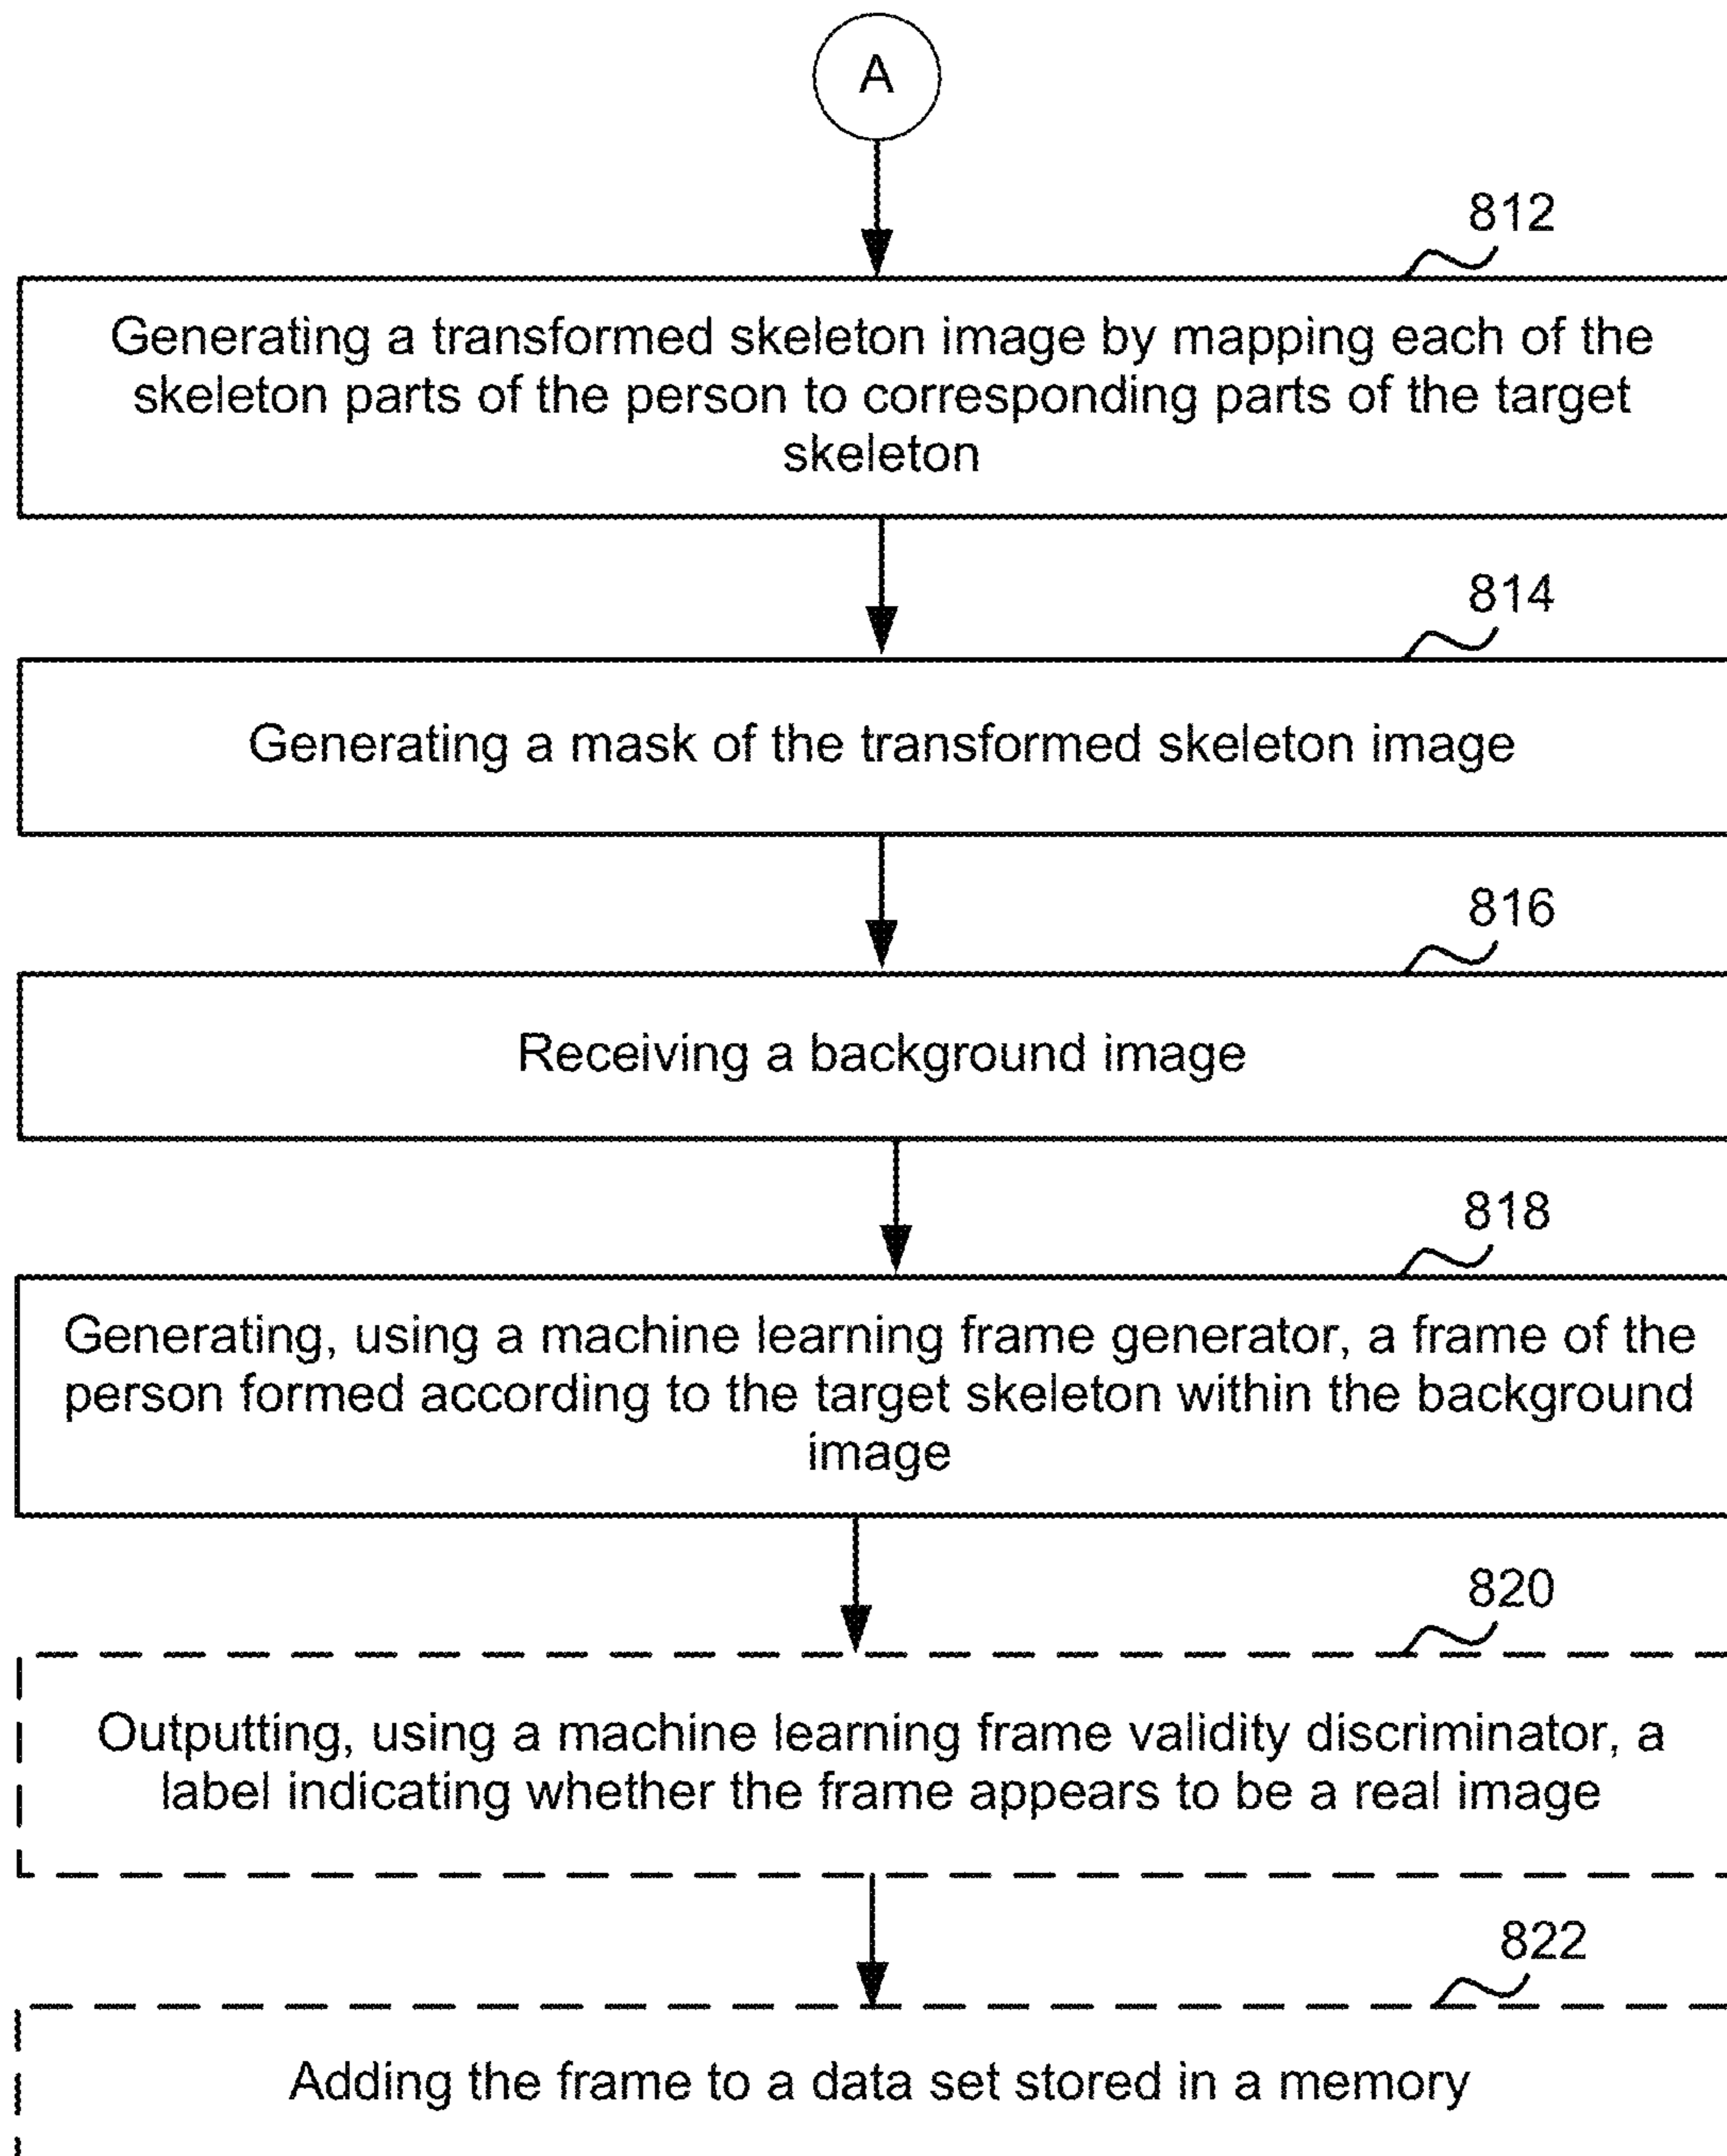 A
812
Generating a transformed skeleton image by mapping each of the
skeleton parts of the person to corresponding parts of the target
skeleton
814
Generating a mask of the transformed skeleton image
816
Receiving a background image
818
Generating, using a machine learning frame generator, a frame of the
person formed according to the target skeleton within the background
image
820
Outputting, using a machine learning frame validity discriminator, a
label indicating whether the frame appears to be a real image
822
Adding the frame to a data set stored in a memory